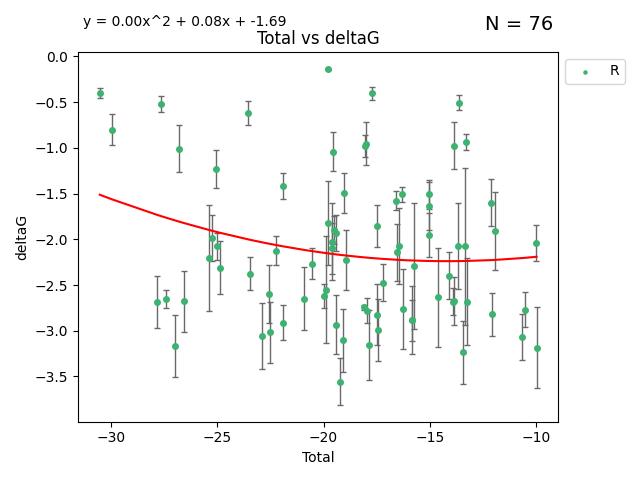 y = 0.00x^2 + 0.08x + -1.69
N = 76
Total vs deltaG
R
0.0
−0.5
−1.0
−1.5
−2.0
−2.5
−3.0
−3.5
deltaG
−30 −25 −20 −15 −10
Total